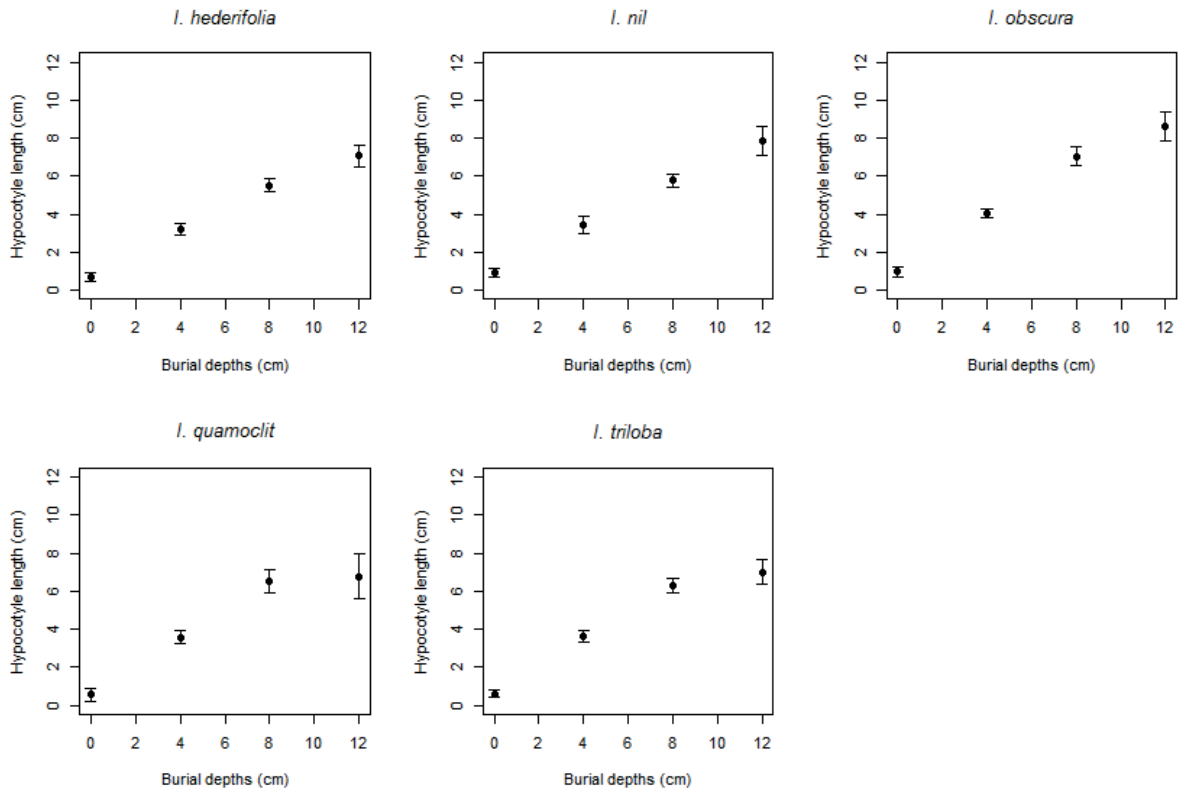 I. hederifolia
Hypocotyle length (cm)
12
10
8
6
4
2
0
0 2 4 6 8 10 12
Burial depths (cm)
I. nil
Hypocotyle length (cm)
12
10
8
6
4
2
0
0 2 4 6 8 10 12
Burial depths (cm)
I. obscura
Hypocotyle length (cm)
12
10
8
6
4
2
0
0 2 4 6 8 10 12
Burial depths (cm)
I. quamoclit
Hypocotyle length (cm)
12
10
8
6
4
2
0
0 2 4 6 8 10 12
Burial depths (cm)
I. triloba
Hypocotyle length (cm)
12
10
8
6
4
2
0
0 2 4 6 8 10 12
Burial depths (cm)